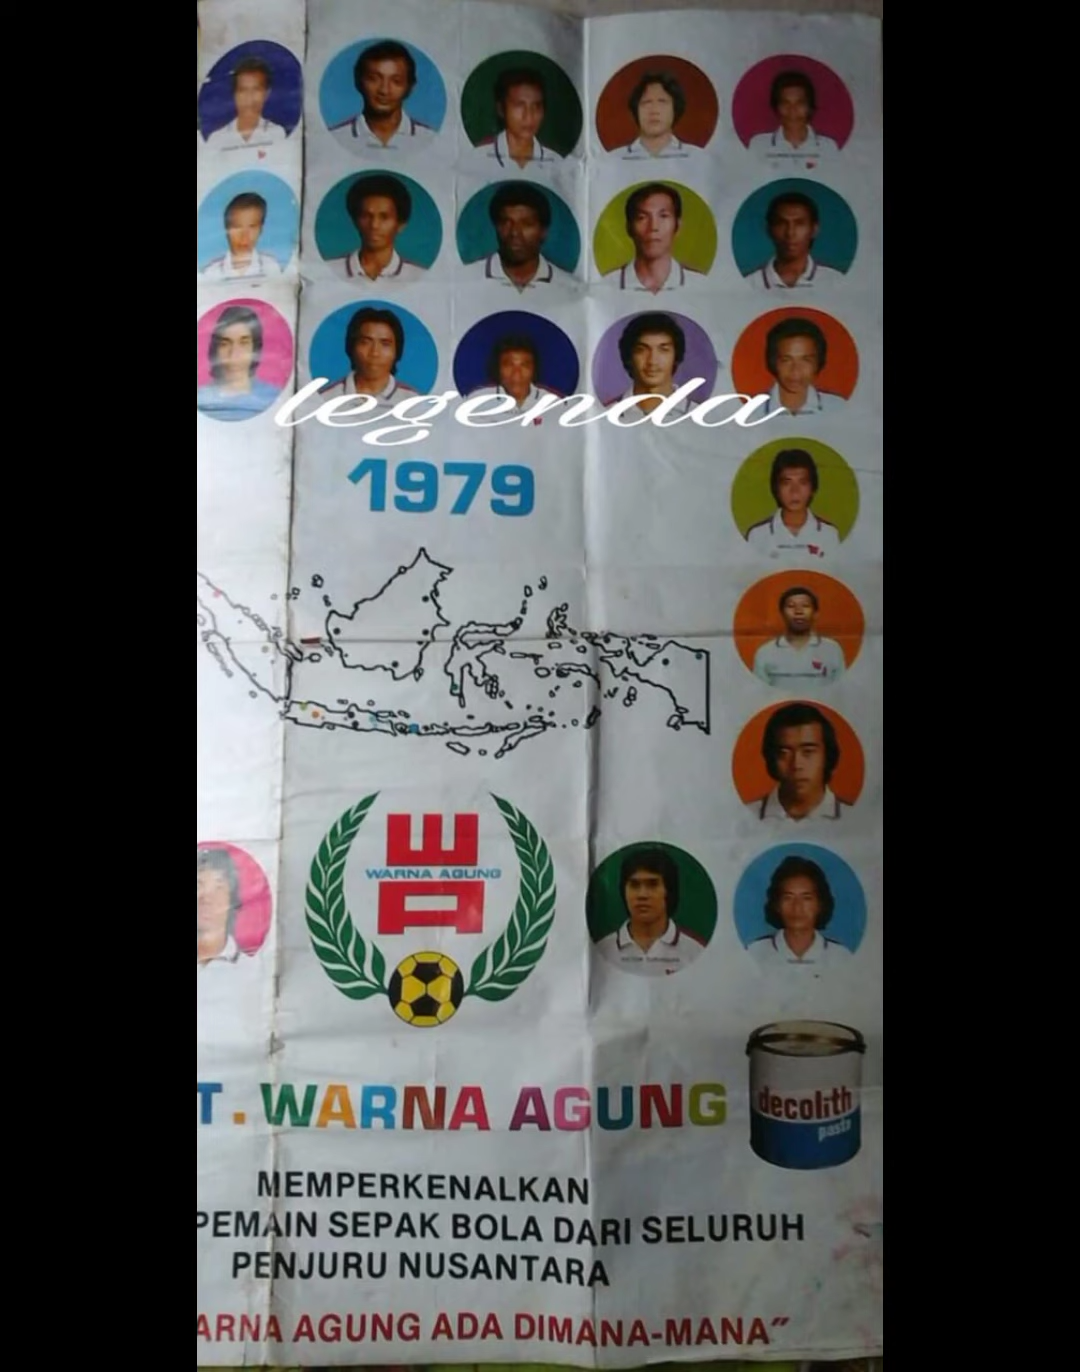 legenda
1979
WARNA AGUNG
T. WARNA AGUNG
decolith
paste
MEMPERKENALKAN
PEMAIN SEPAK BOLA DARI SELURUH
PENJURU NUSANTARA
ARNA AGUNG ADA DIMANA-MANA”